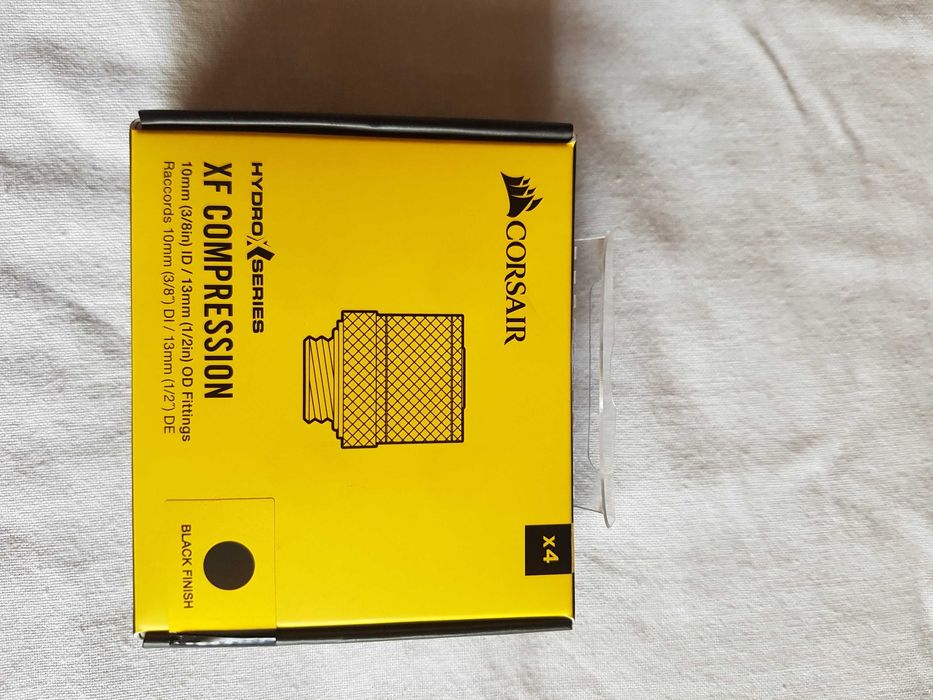 CORSAIR
x4
HYDRO X SERIES
XF COMPRESSION
10mm (3/8in) ID / 13mm (1/2in) OD Fittings
Raccords 10mm (3/8″) DI / 13mm (1/2″) DE
BLACK FINISH